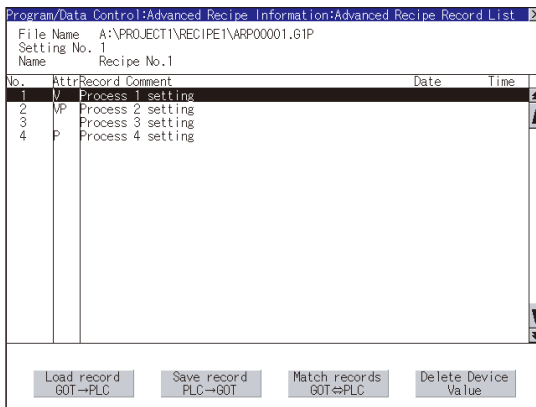 Program/Data Control:Advanced Recipe Information:Advanced Recipe Record List
File Name A:\PROJECT1\RECIPE1\ARP00001.G1P
Setting No. 1
Name Recipe No.1
No. Attr Record Comment Date Time
1 V Process 1 setting
2 VP Process 2 setting
3 Process 3 setting
4 P Process 4 setting
Load record Save record Match records Delete Device
GOT→PLC PLC→GOT GOT⇔PLC Value